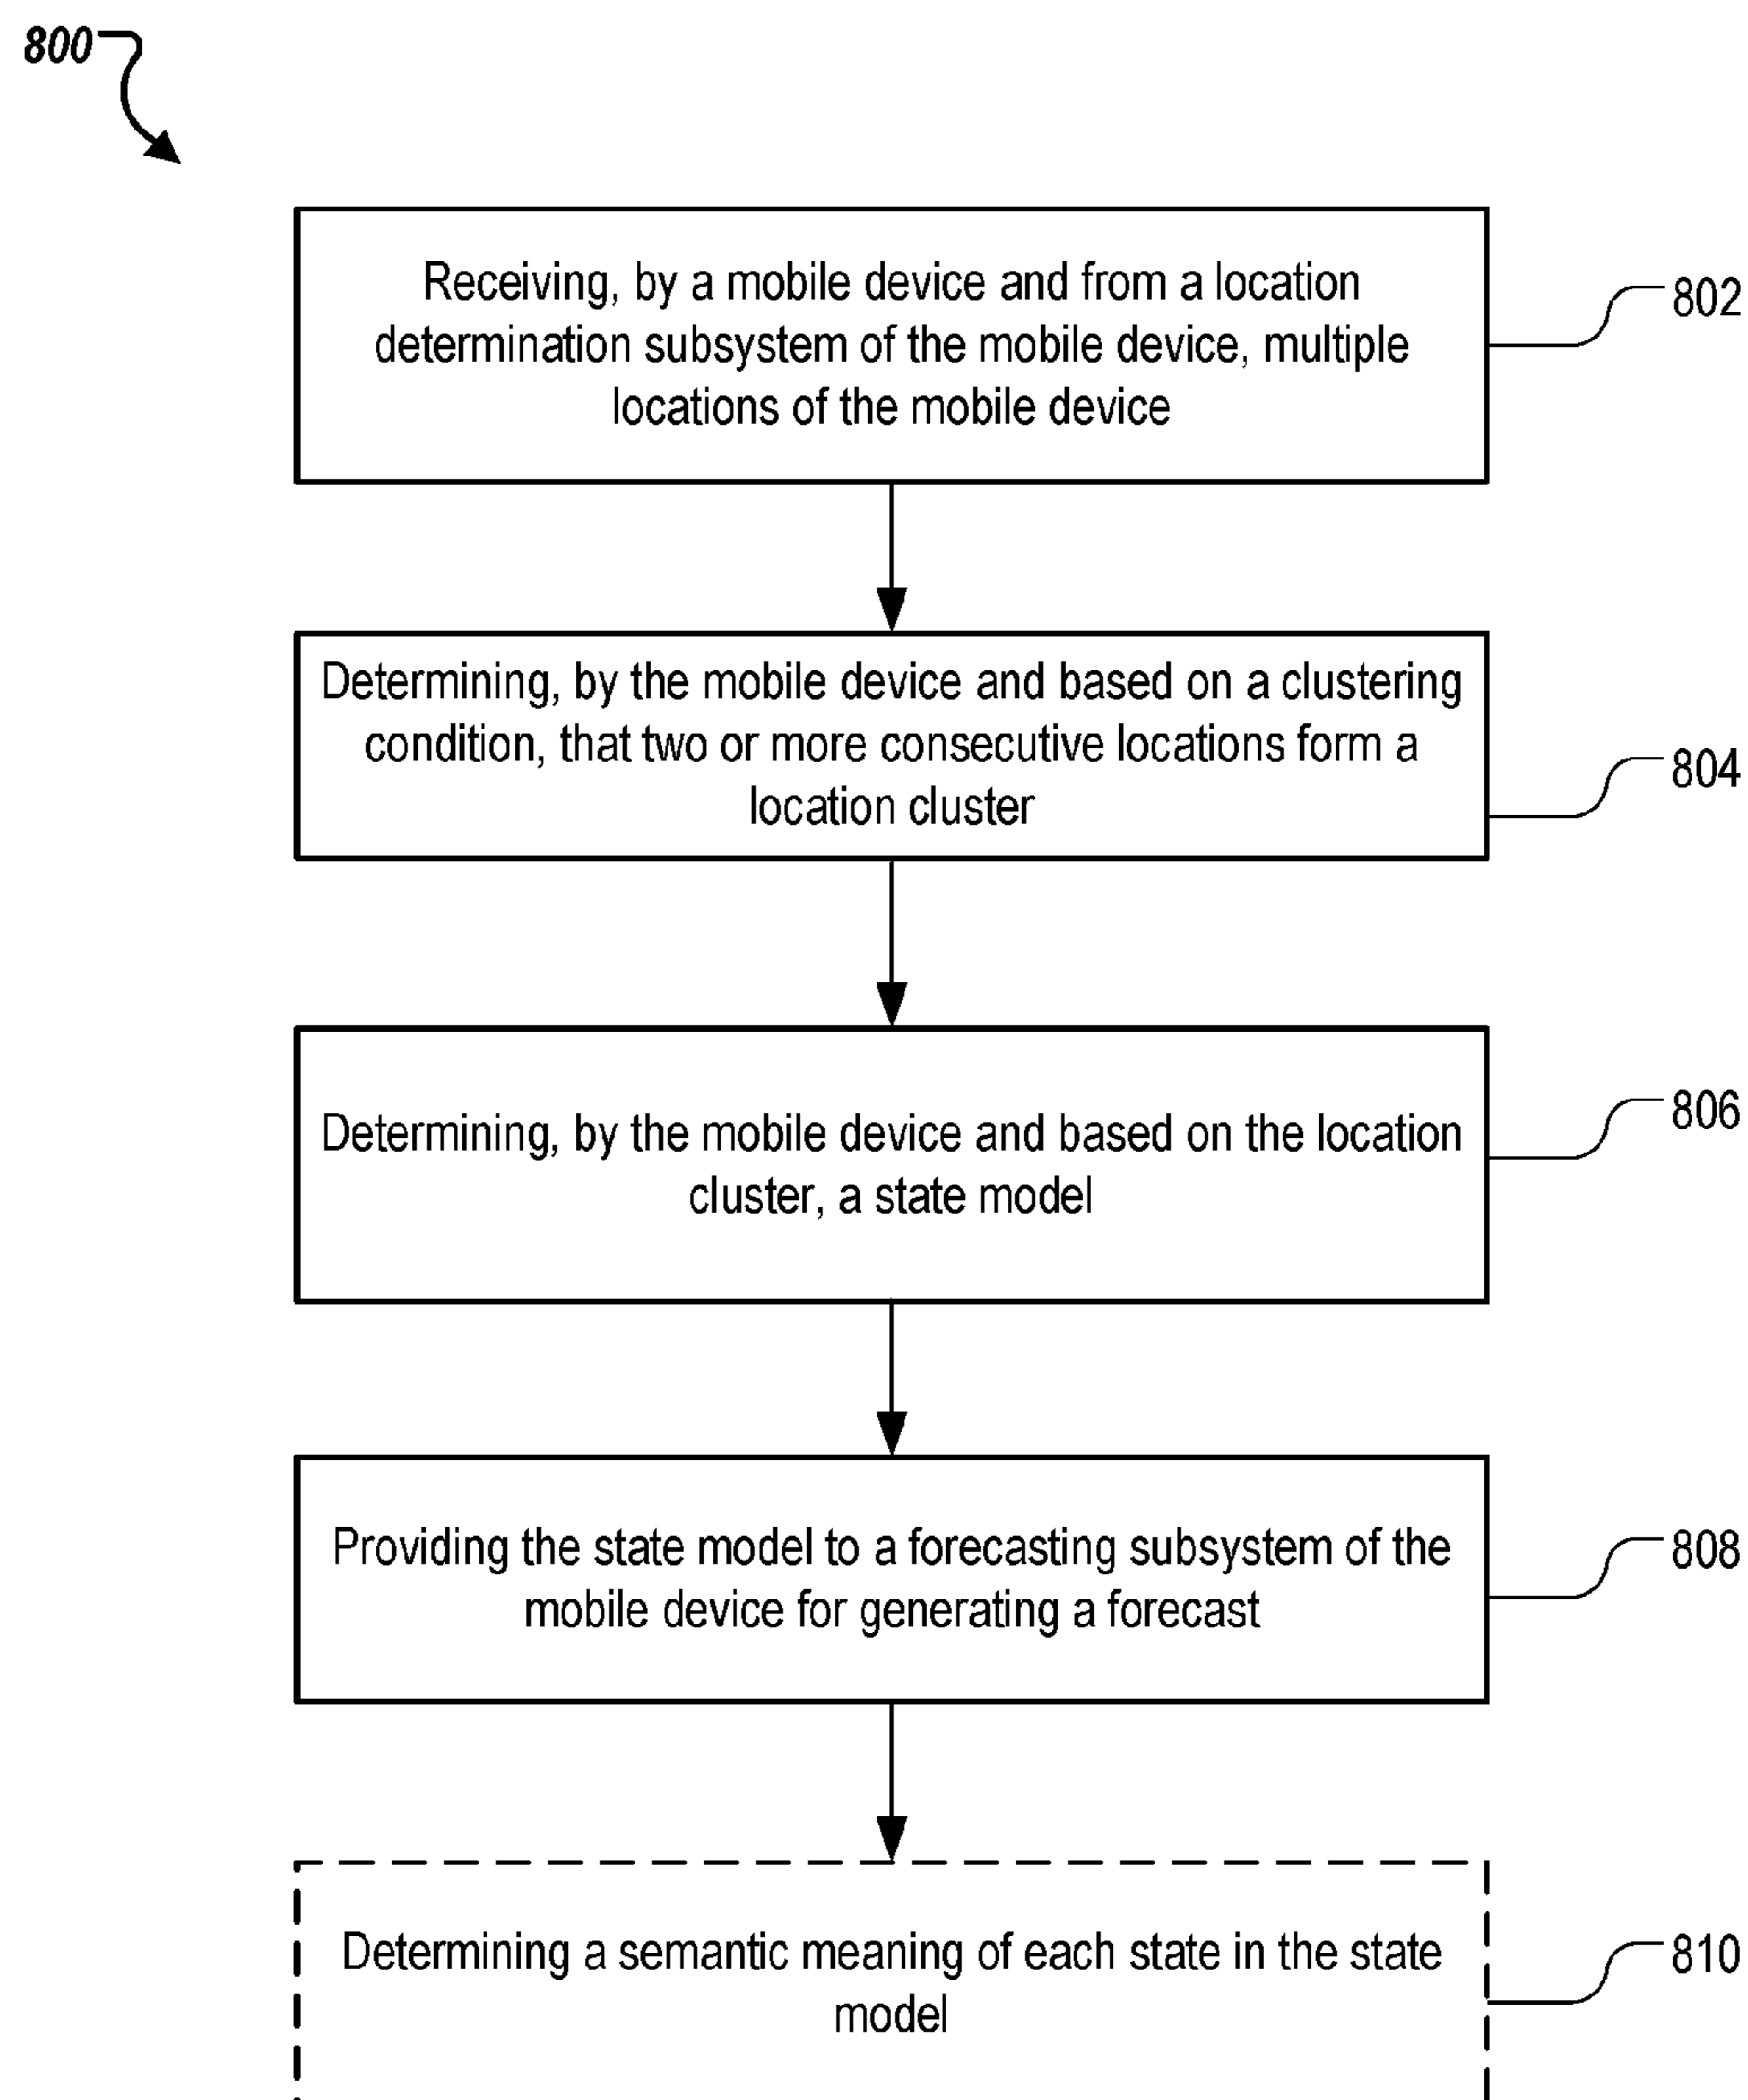 800
Receiving, by a mobile device and from a location
determination subsystem of the mobile device, multiple
locations of the mobile device
802
Determining, by the mobile device and based on a clustering
condition, that two or more consecutive locations form a
location cluster
804
Determining, by the mobile device and based on the location
cluster, a state model
806
Providing the state model to a forecasting subsystem of the
mobile device for generating a forecast
808
Determining a semantic meaning of each state in the state
model
810